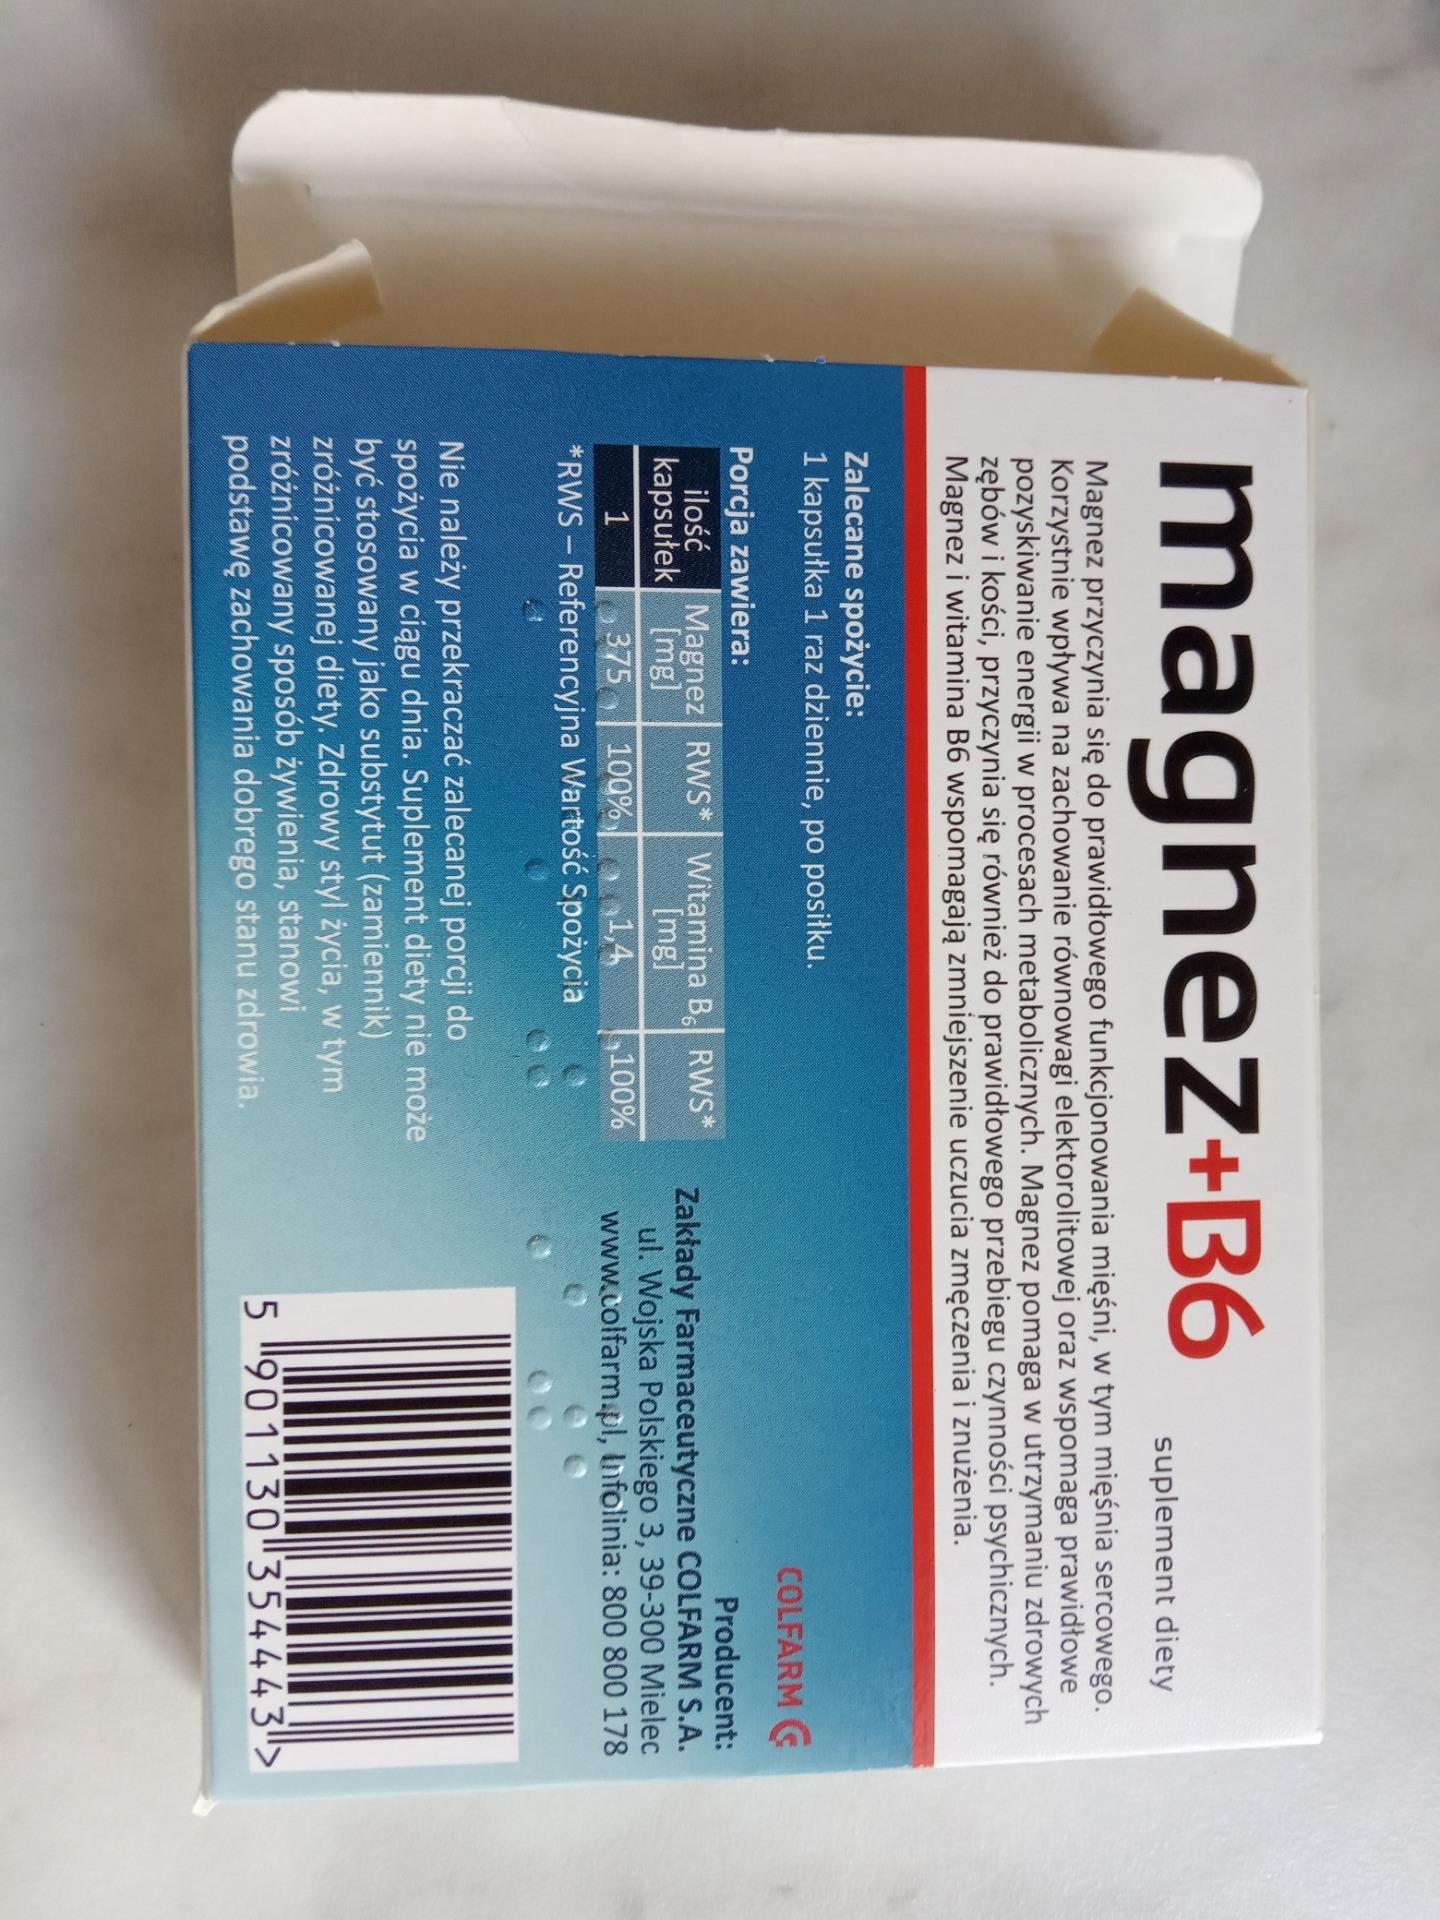 magnez+B6
suplement diety
Magnez przyczynia się do prawidłowego funkcjonowania mięśni, w tym mięśnia sercowego.
Korzystnie wpływa na zachowanie równowagi elektorolitowej oraz wspomaga prawidłowe
pozyskiwanie energii w procesach metabolicznych. Magnez pomaga w utrzymaniu zdrowych
zębów i kości, przyczynia się również do prawidłowego przebiegu czynności psychicznych.
Magnez i witamina B6 wspomagają zmniejszenie uczucia zmęczenia i znużenia.
Zalecane spożycie:
1 kapsułka 1 raz dziennie, po posiłku.
Porcja zawiera:
ilość kapsułek Magnez [mg] RWS* Witamina B₆ [mg] RWS*
1 375 100% 1,4 100%
*RWS – Referencyjna Wartość Spożycia
Nie należy przekraczać zalecanej porcji do
spożycia w ciągu dnia. Suplement diety nie może
być stosowany jako substytut (zamiennik)
zróżnicowanej diety. Zdrowy styl życia, w tym
zróżnicowany sposób żywienia, stanowi
podstawę zachowania dobrego stanu zdrowia.
COLFARM
Producent:
Zakłady Farmaceutyczne COLFARM S.A.
ul. Wojska Polskiego 3, 39-300 Mielec
www.colfarm.pl, Infolinia: 800 800 178
5 901130 354443 >